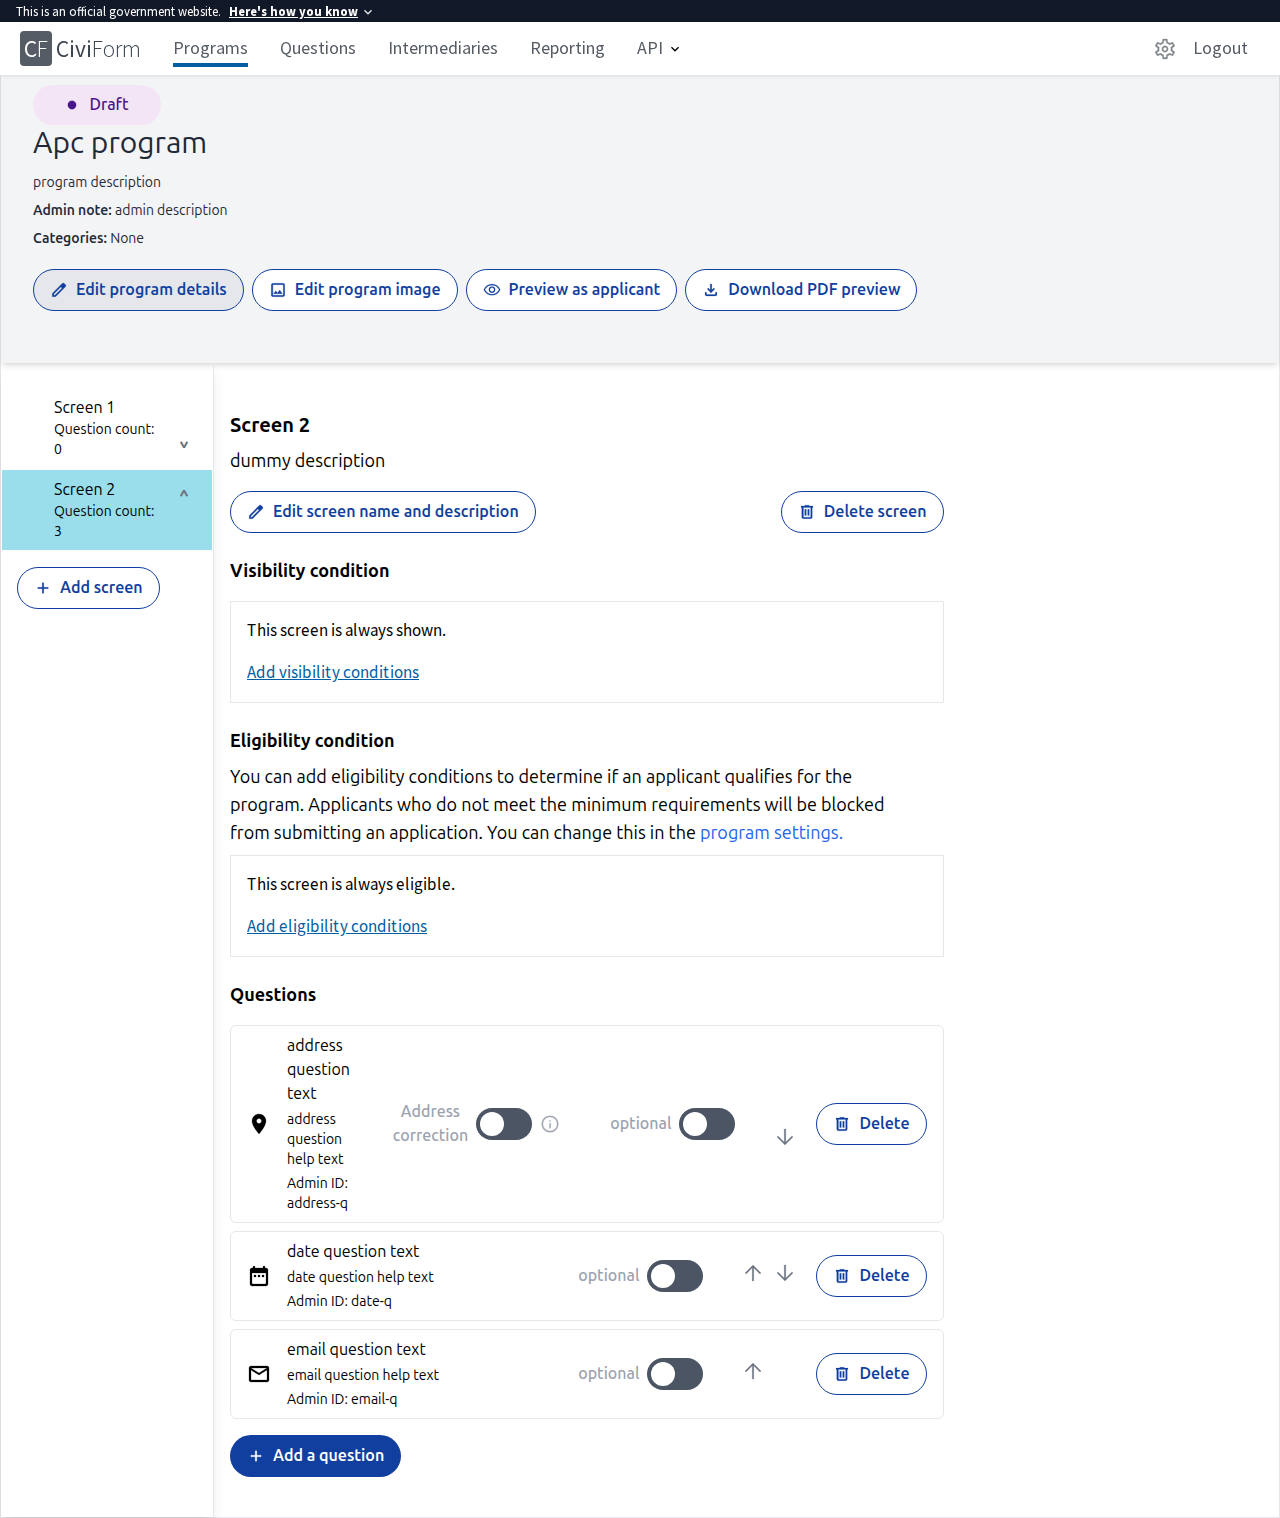 This is an official government website. Here's how you know
CF CiviForm Programs Questions Intermediaries Reporting API Logout
Draft
Apc program
program description
Admin note: admin description
Categories: None
Edit program details Edit program image Preview as applicant Download PDF preview
Screen 1
Question count:
0
Screen 2
Question count:
3
Add screen
Screen 2
dummy description
Edit screen name and description Delete screen
Visibility condition
This screen is always shown.
Add visibility conditions
Eligibility condition
You can add eligibility conditions to determine if an applicant qualifies for the
program. Applicants who do not meet the minimum requirements will be blocked
from submitting an application. You can change this in the program settings.
This screen is always eligible.
Add eligibility conditions
Questions
address
question
text
address
question
help text
Admin ID:
address-q
Address
correction
optional
Delete
date question text
date question help text
Admin ID: date-q
optional
Delete
email question text
email question help text
Admin ID: email-q
optional
Delete
Add a question